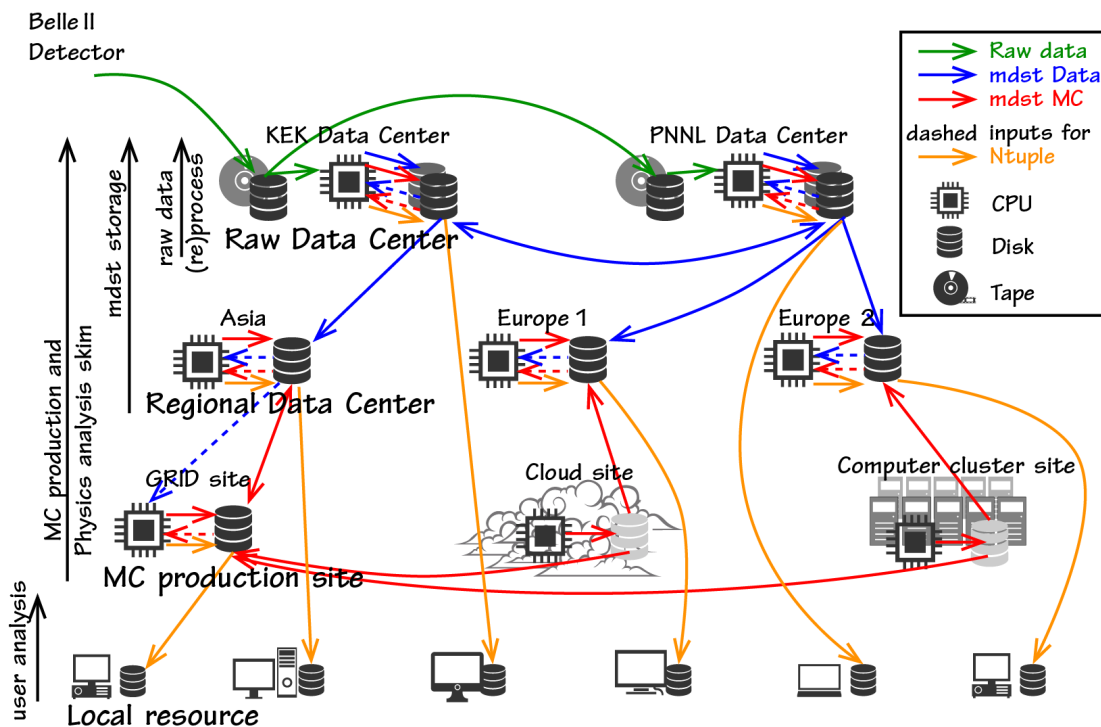 Belle II
Detector
Raw data
mdst Data
mdst MC
dashed inputs for
Ntuple
CPU
Disk
Tape
KEK Data Center
PNNL Data Center
Raw Data Center
raw data
(re)process
mdst storage
MC production and
Physics analysis skim
Asia
Europe 1
Europe 2
Regional Data Center
GRID site
Cloud site
Computer cluster site
MC production site
user analysis
Local resource